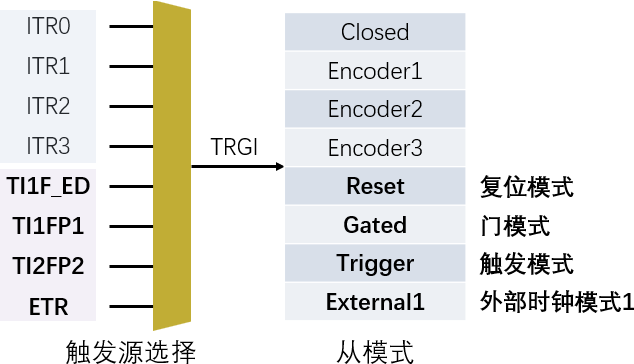 ITR0
ITR1
ITR2
ITR3
TI1F_ED
TI1FP1
TI2FP2
ETR
触发源选择
TRGI
Closed
Encoder1
Encoder2
Encoder3
Reset 复位模式
Gated 门模式
Trigger 触发模式
External1 外部时钟模式1
从模式